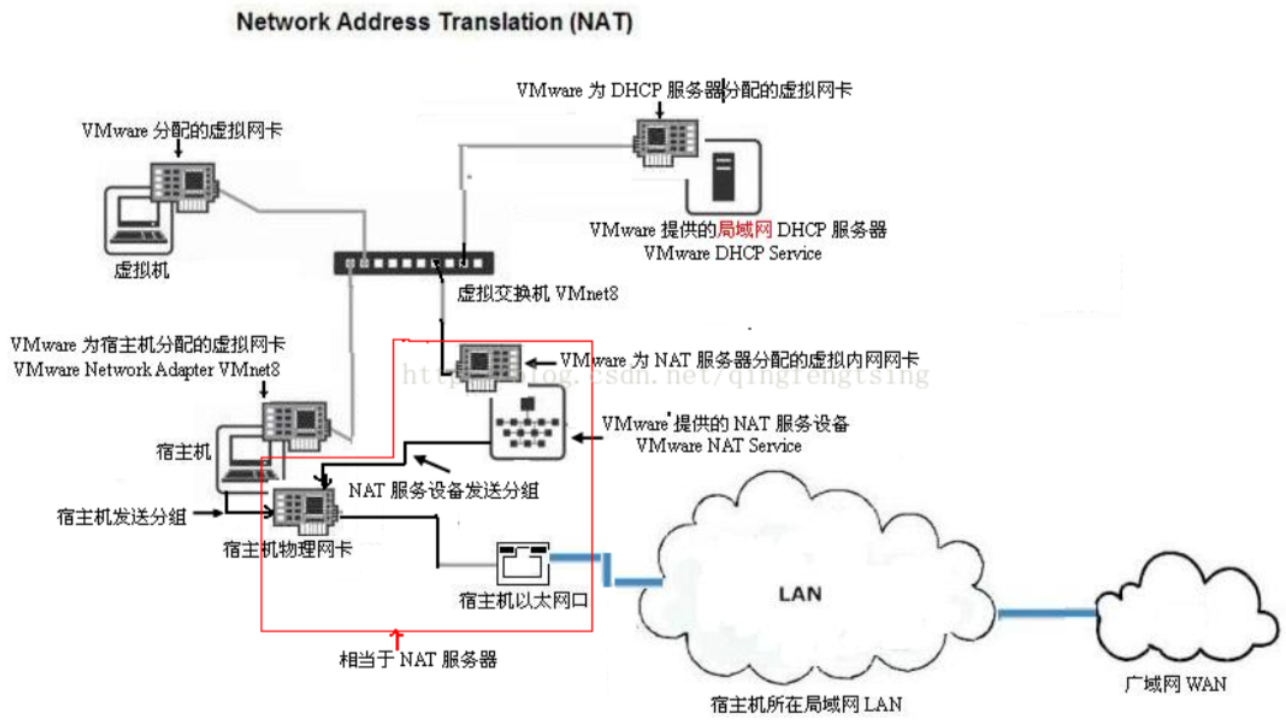 Network Address Translation (NAT)
VMware 为 DHCP 服务器分配的虚拟网卡
VMware 分配的虚拟网卡
VMware 提供的局域网 DHCP 服务器
VMware DHCP Service
虚拟机
虚拟交换机 VMnet8
VMware 为宿主机分配的虚拟网卡
VMware Network Adapter VMnet8
VMware 为 NAT 服务器分配的虚拟内网网卡
blog.csdn.net/qingfengtsing
VMware 提供的 NAT 服务设备
VMware NAT Service
宿主机
NAT 服务设备发送分组
宿主机发送分组
宿主机物理网卡
LAN
宿主机以太网口
相当于 NAT 服务器
广域网 WAN
宿主机所在局域网 LAN